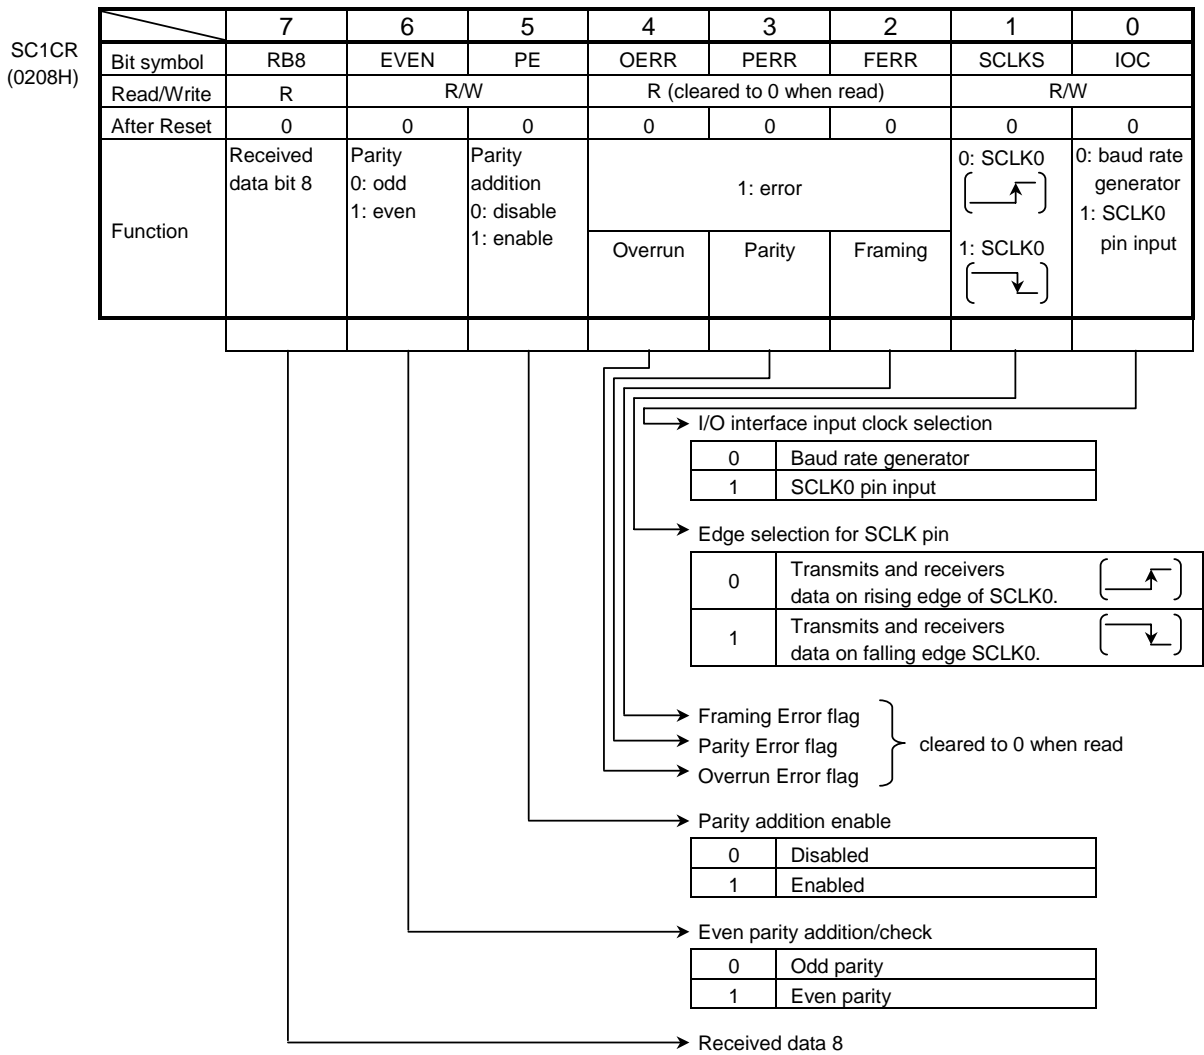 SC1CR
(0208H)
7 6 5 4 3 2 1 0
Bit symbol RB8 EVEN PE OERR PERR FERR SCLKS IOC
Read/Write R R/W R (cleared to 0 when read) R/W
After Reset 0 0 0 0 0 0 0 0
Function
Received
data bit 8
Parity
0: odd
1: even
Parity
addition
0: disable
1: enable
1: error
Overrun Parity Framing
0: SCLK0
1: SCLK0
0: baud rate
generator
1: SCLK0
pin input
I/O interface input clock selection
0 Baud rate generator
1 SCLK0 pin input
Edge selection for SCLK pin
0 Transmits and receivers
data on rising edge of SCLK0.
1 Transmits and receivers
data on falling edge SCLK0.
Framing Error flag
Parity Error flag
Overrun Error flag
cleared to 0 when read
Parity addition enable
0 Disabled
1 Enabled
Even parity addition/check
0 Odd parity
1 Even parity
Received data 8